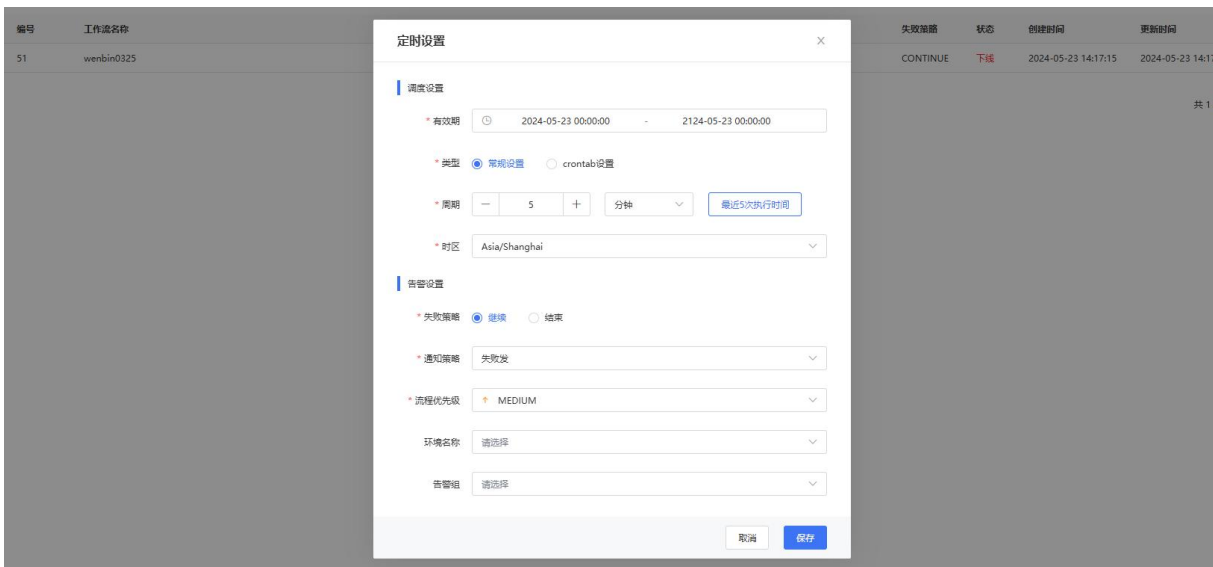 编号 工作流名称 失败策略 状态 创建时间 更新时间
51 wenbin0325 CONTINUE 下线 2024-05-23 14:17:15 2024-05-23 14:1
共 1
定时设置
调度设置
* 有效期 2024-05-23 00:00:00 - 2124-05-23 00:00:00
* 类型 常规设置 crontab设置
* 周期 5 分钟 最近5次执行时间
* 时区 Asia/Shanghai
告警设置
* 失败策略 继续 结束
* 通知策略 失败发
* 流程优先级 MEDIUM
环境名称 请选择
告警组 请选择
取消 保存